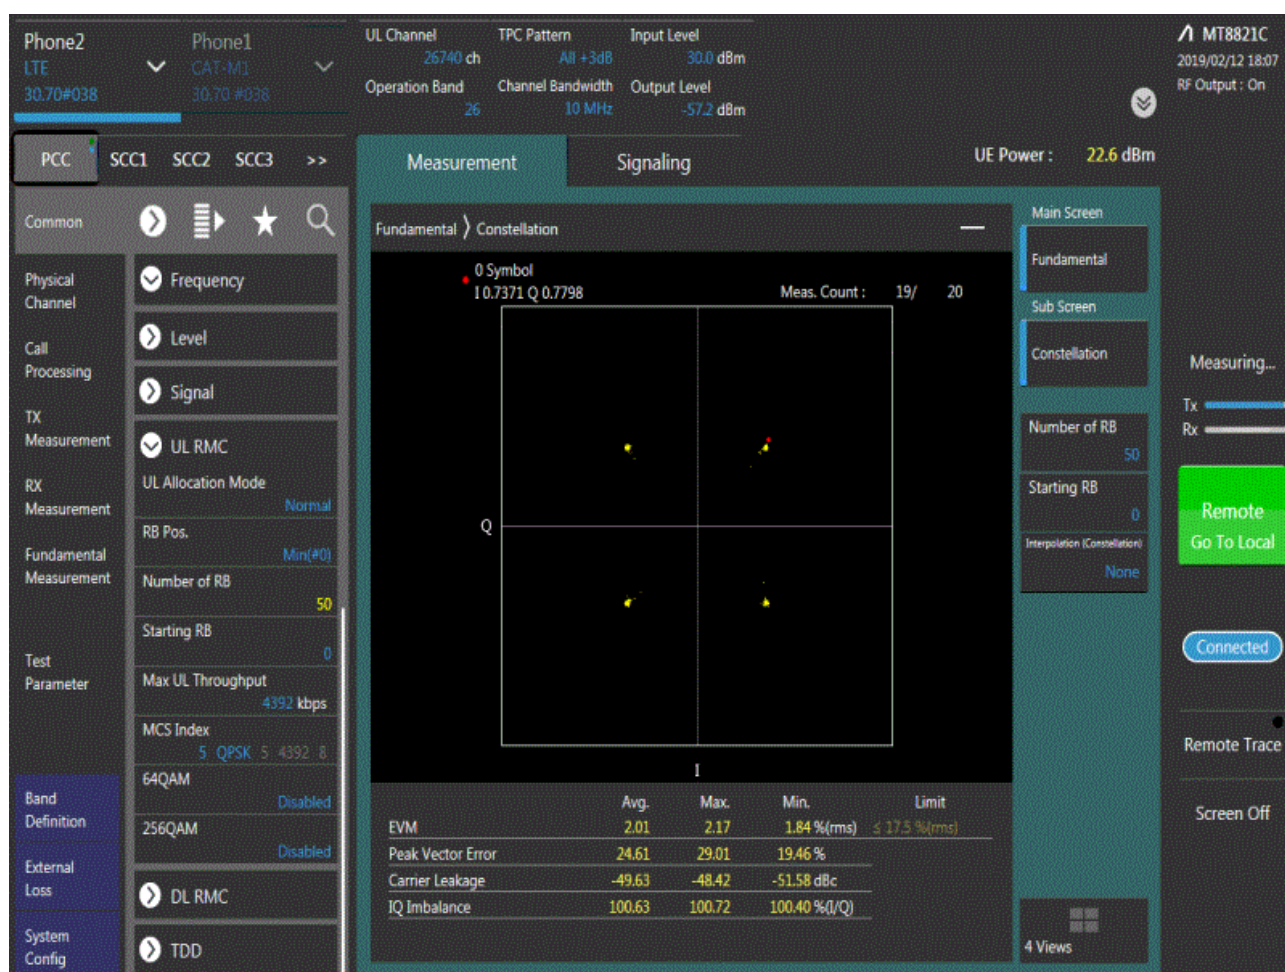 Phone2
LTE
30.70#038
Phone1
CAT-M1
30.70 #038
UL Channel
26740 ch
TPC Pattern
All +3dB
Input Level
30.0 dBm
Operation Band
26
Channel Bandwidth
10 MHz
Output Level
-57.2 dBm
MT8821C
2019/02/12 18:07
RF Output : On
PCC SCC1 SCC2 SCC3 >>
Measurement Signaling
UE Power : 22.6 dBm
Common
Physical
Channel
Call
Processing
TX
Measurement
RX
Measurement
Fundamental
Measurement
Test
Parameter
Band
Definition
External
Loss
System
Config
Frequency
Level
Signal
UL RMC
UL Allocation Mode
Normal
RB Pos.
Min(#0)
Number of RB
50
Starting RB
0
Max UL Throughput
4392 kbps
MCS Index
5 QPSK 5 4392 8
64QAM
Disabled
256QAM
Disabled
DL RMC
TDD
Fundamental Constellation
0 Symbol
I 0.7371 Q 0.7798
Meas. Count : 19/ 20
Q
I
Avg. Max. Min. Limit
EVM 2.01 2.17 1.84 %(rms) ≤ 17.5 %(rms)
Peak Vector Error 24.61 29.01 19.46 %
Carrier Leakage -49.63 -48.42 -51.58 dBc
IQ Imbalance 100.63 100.72 100.40 %(I/Q)
Main Screen
Fundamental
Sub Screen
Constellation
Number of RB
50
Starting RB
0
Interpolation (Constellation)
None
4 Views
Measuring...
Tx
Rx
Remote
Go To Local
Connected
Remote Trace
Screen Off